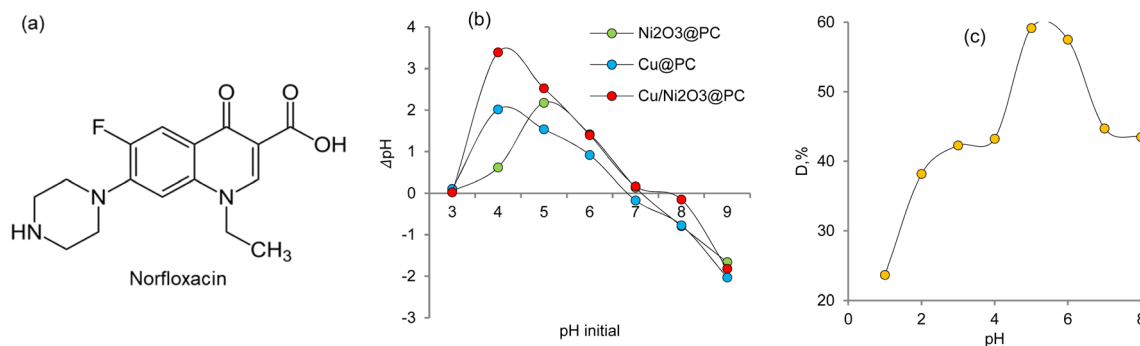 (a)
F
O
O
OH
N
N
HN
CH3
Norfloxacin
(b)
Ni2O3@PC
Cu@PC
Cu/Ni2O3@PC
ΔpH
4
3
2
1
0
-1
-2
-3
3 4 5 6 7 8 9
pH initial
(c)
D,%
60
50
40
30
20
0 2 4 6 8
pH